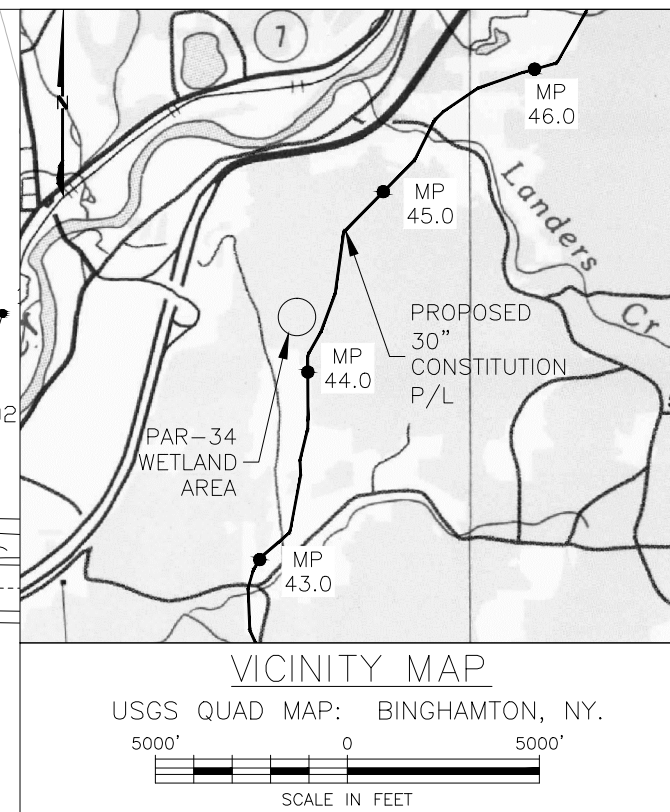 7
MP
46.0
Landers
MP
45.0
PROPOSED
30"
CONSTITUTION
P/L
Cr
MP
44.0
PAR-34
WETLAND
AREA
MP
43.0
VICINITY MAP
USGS QUAD MAP: BINGHAMTON, NY.
5000' 0 5000'
SCALE IN FEET